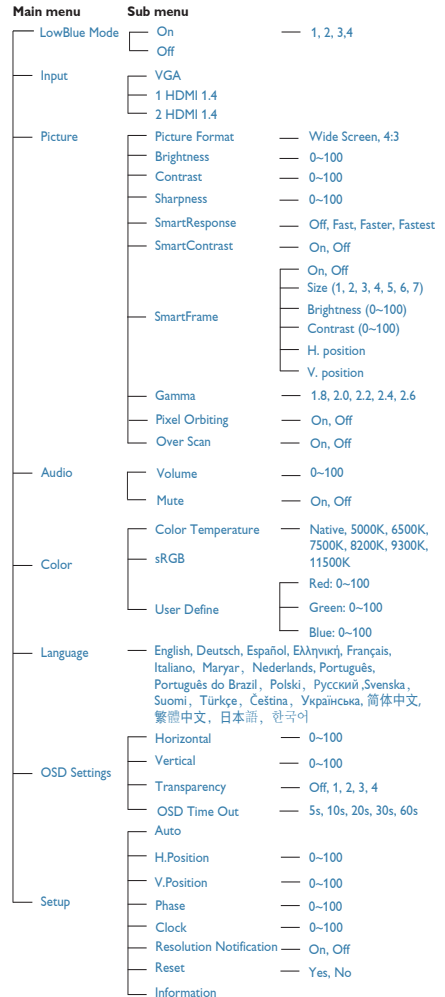 Main menu Sub menu
LowBlue Mode On 1, 2, 3,4
Off
Input VGA
1 HDMI 1.4
2 HDMI 1.4
Picture Picture Format Wide Screen, 4:3
Brightness 0~100
Contrast 0~100
Sharpness 0~100
SmartResponse Off, Fast, Faster, Fastest
SmartContrast On, Off
On, Off
Size (1, 2, 3, 4, 5, 6, 7)
SmartFrame Brightness (0~100)
Contrast (0~100)
H. position
V. position
Gamma 1.8, 2.0, 2.2, 2.4, 2.6
Pixel Orbiting On, Off
Over Scan On, Off
Audio Volume 0~100
Mute On, Off
Color Temperature Native, 5000K, 6500K,
7500K, 8200K, 9300K,
11500K
Color sRGB
Red: 0~100
User Define Green: 0~100
Blue: 0~100
Language English, Deutsch, Español, Ελληνική, Français,
Italiano, Maryar, Nederlands, Português,
Português do Brazil, Polski, Русский ,Svenska,
Suomi, Türkçe, Čeština, Українська, 简体中文,
繁體中文, 日本語, 한국어
Horizontal 0~100
Vertical 0~100
OSD Settings Transparency Off, 1, 2, 3, 4
OSD Time Out 5s, 10s, 20s, 30s, 60s
Auto
H.Position 0~100
V.Position 0~100
Setup Phase 0~100
Clock 0~100
Resolution Notification On, Off
Reset Yes, No
Information